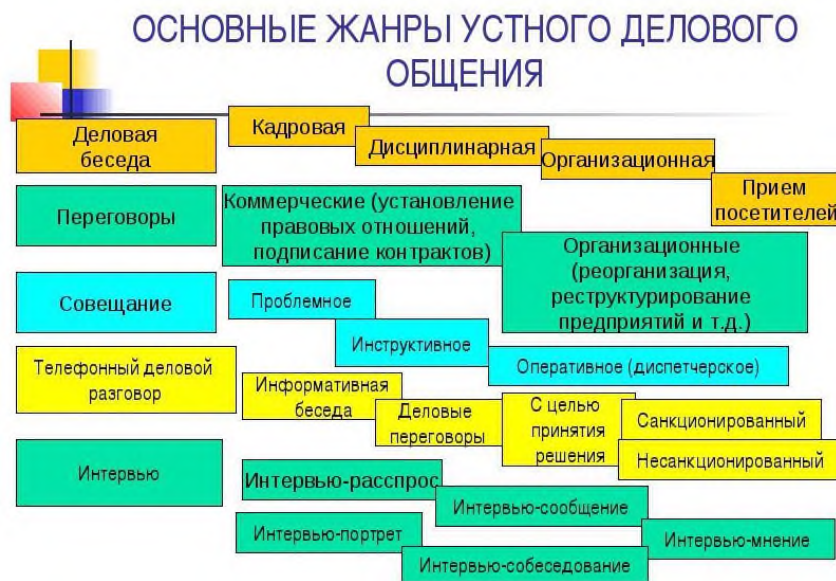 ОСНОВНЫЕ ЖАНРЫ УСТНОГО ДЕЛОВОГО
ОБЩЕНИЯ
Деловая
беседа
Кадровая
Дисциплинарная
Организационная
Прием
посетителей
Переговоры
Коммерческие (установление
правовых отношений,
подписание контрактов)
Организационные
(реорганизация,
реструктурирование
предприятий и т.д.)
Совещание
Проблемное
Инструктивное
Оперативное (диспетчерское)
Телефонный деловой
разговор
Информативная
беседа
Деловые
переговоры
С целью
принятия
решения
Санкционированный
Несанкционированный
Интервью
Интервью-расспрос
Интервью-сообщение
Интервью-портрет
Интервью-мнение
Интервью-собеседование